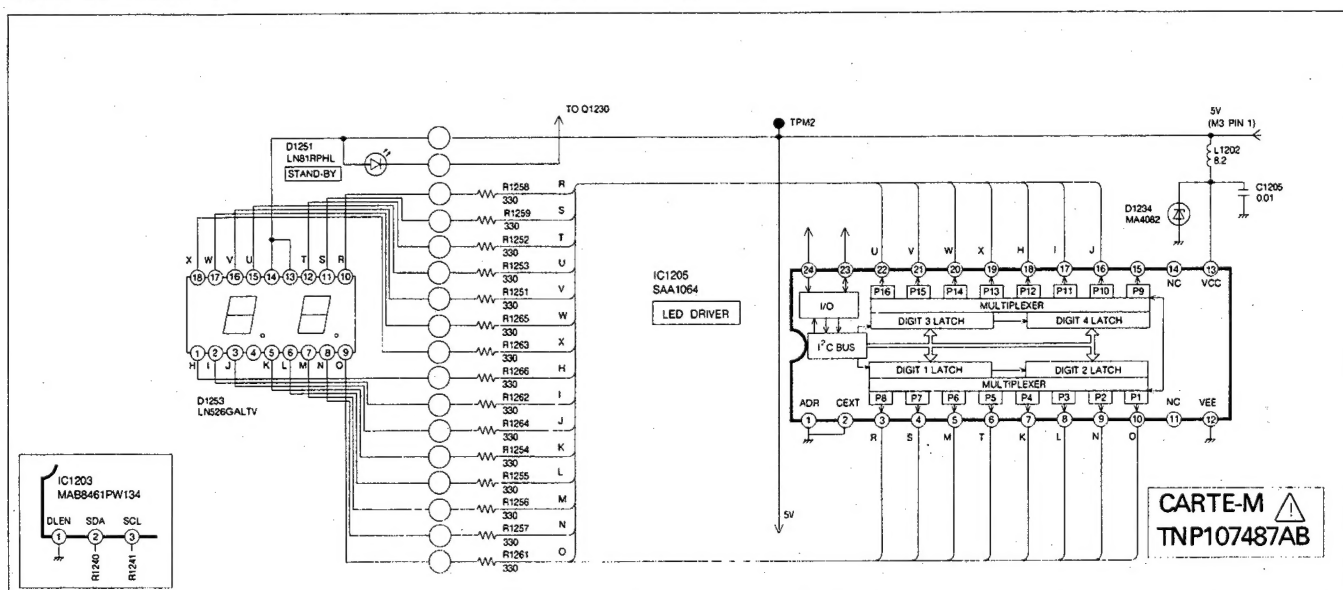 TO Q1230
TPM2
5V
(M3 PIN 1)
L1202
8.2
C1205
0.01
D1234
MA4082
D1251
LN81RPHL
STAND-BY
R1258 R
330
R1259 S
330
R1252 T
330
R1253 U
330
R1251 V
330
R1265 W
330
R1263 X
330
R1266 H
330
R1262 I
330
R1264 J
330
R1254 K
330
R1255 L
330
R1256 M
330
R1257 N
330
R1261 O
330
X W V U T S R
18 17 16 15 14 13 12 11 10
1 2 3 4 5 6 7 8 9
H I J K L M N O
D1253
LN526GALTV
IC1205
SAA1064
LED DRIVER
U V W X H I J
24 23 22 21 20 19 18 17 16 15 14 13
NC VCC
P16 P15 P14 P13 P12 P11 P10 P9
I/O
MULTIPLEXER
DIGIT 3 LATCH DIGIT 4 LATCH
I²C BUS
DIGIT 1 LATCH DIGIT 2 LATCH
MULTIPLEXER
ADR CEXT P8 P7 P6 P5 P4 P3 P2 P1 NC VEE
1 2 3 4 5 6 7 8 9 10 11 12
R S M T K L N O
5V
IC1203
MAB8461PW134
DLEN SDA SCL
1 2 3
R1240 R1241
CARTE-M
TNP107487AB